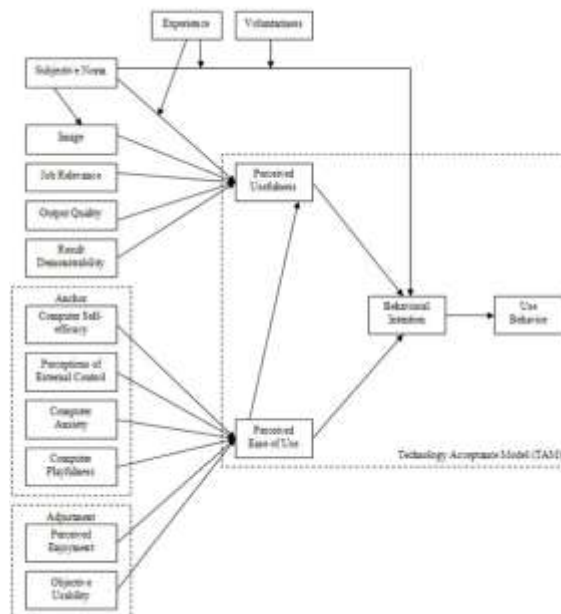 Experience
Voluntariness
Subjective Norm
Image
Job Relevance
Output Quality
Result
Demonstrability
Perceived
Usefulness
Anchor
Computer Self-
efficacy
Perceptions of
External Control
Computer
Anxiety
Computer
Playfulness
Behavioral
Intention
Use
Behavior
Perceived
Ease of Use
Technology Acceptance Model (TAM)
Adjustment
Perceived
Enjoyment
Objective
Usability